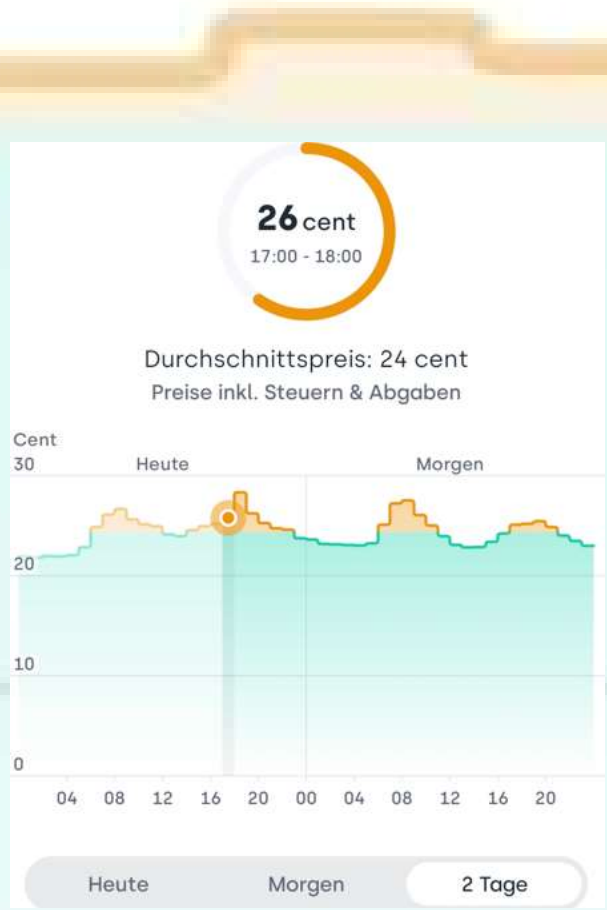 26 cent
17:00 - 18:00
Durchschnittspreis: 24 cent
Preise inkl. Steuern & Abgaben
Cent
30 Heute Morgen
20
10
0
04 08 12 16 20 00 04 08 12 16 20
Heute Morgen 2 Tage